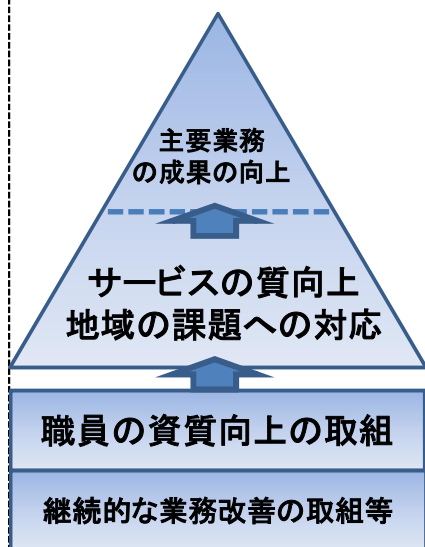 主要業務
の成果の向上
サービスの質向上
地域の課題への対応
職員の資質向上の取組
継続的な業務改善の取組等